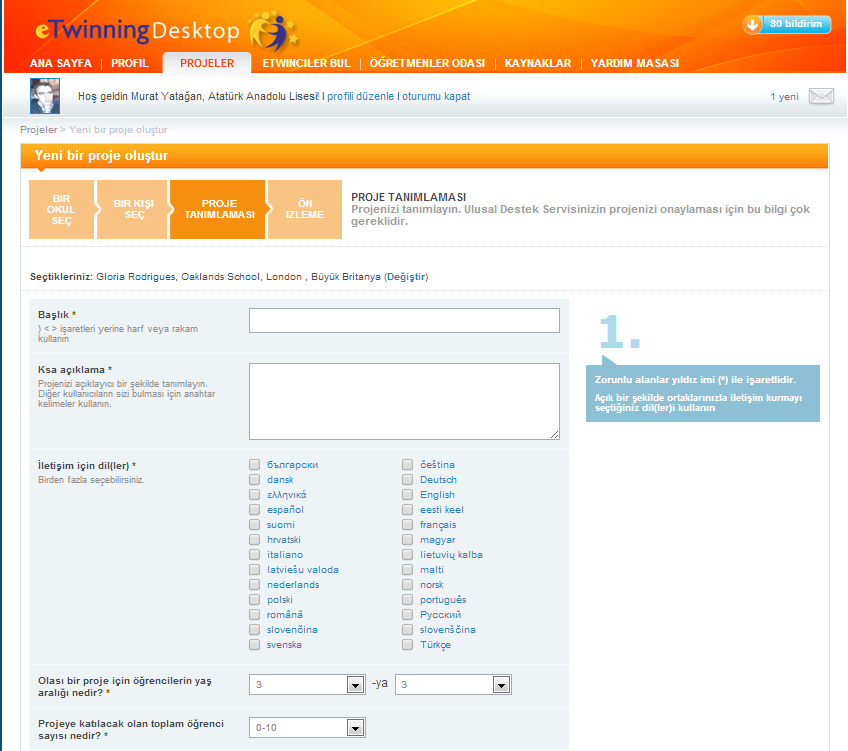 eTwinning Desktop
80 bildirim
ANA SAYFA | PROFIL | PROJELER | ETWINCILER BUL | ÖĞRETMENLER ODASI | KAYNAKLAR | YARDIM MASASI
Hoş geldin Murat Yatağan, Atatürk Anadolu Lisesi! I profili düzenle I oturumu kapat
1 yeni
Projeler > Yeni bir proje oluştur
Yeni bir proje oluştur
BIR
OKUL
SEÇ
BIR KIŞI
SEÇ
PROJE
TANIMLAMASI
ÖN
IZLEME
PROJE TANIMLAMASI
Projenizi tanımlayın. Ulusal Destek Servisinizin projenizi onaylaması için bu bilgi çok
gereklidir.
Seçtikleriniz: Gloria Rodrigues, Oaklands School, London , Büyük Britanya (Değiştir)
Başlık *
) < > işaretleri yerine harf veya rakam
kullanın
Ksa açıklama *
Projenizi açıklayıcı bir şekilde tanımlayın.
Diğer kullanıcıların sizi bulması için anahtar
kelimeler kullanın.
1.
Zorunlu alanlar yıldız imi (*) ile işaretlidir.
Açık bir şekilde ortaklarınızla iletişim kurmayı
seçtiğiniz dil(ler)i kullanın
İletişim için dil(ler) *
Birden fazla seçebilirsiniz.
български čeština
dansk Deutsch
ελληνικά English
español eesti keel
suomi français
hrvatski magyar
italiano lietuvių kalba
latviešu valoda malti
nederlands norsk
polski português
română Русский
slovenčina slovenščina
svenska Türkçe
Olası bir proje için öğrencilerin yaş
aralığı nedir? *
3 -ya 3
Projeye katılacak olan toplam öğrenci
sayısı nedir? *
0-10